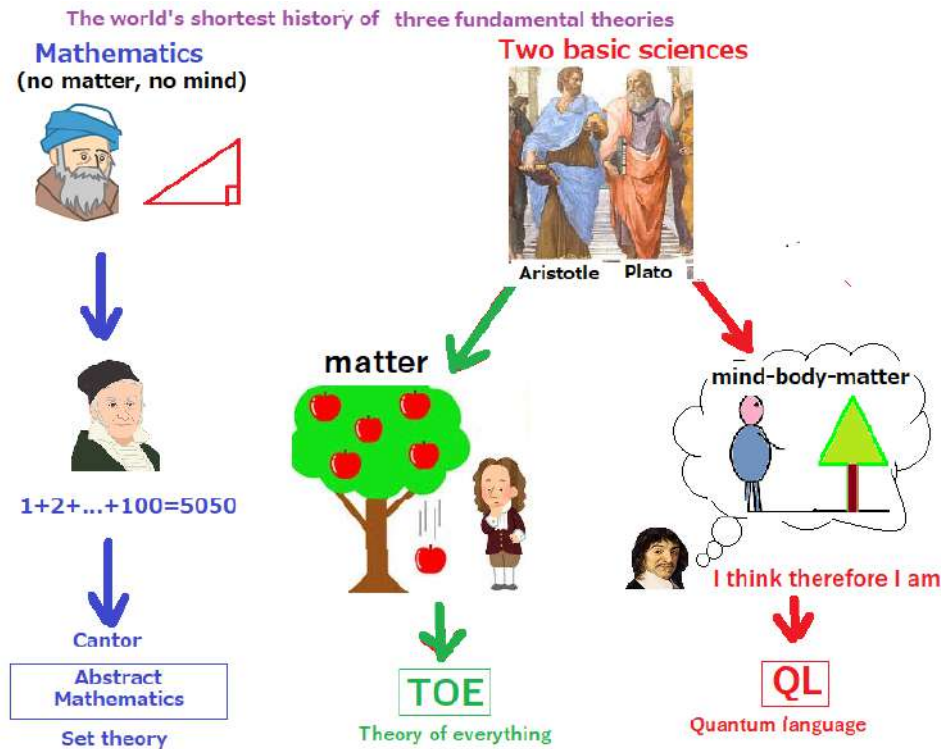 The world's shortest history of three fundamental theories
Mathematics
(no matter, no mind)
Two basic sciences
Aristotle Plato
matter
mind-body-matter
1+2+...+100=5050
I think therefore I am
Cantor
Abstract
Mathematics
Set theory
TOE
Theory of everything
QL
Quantum language